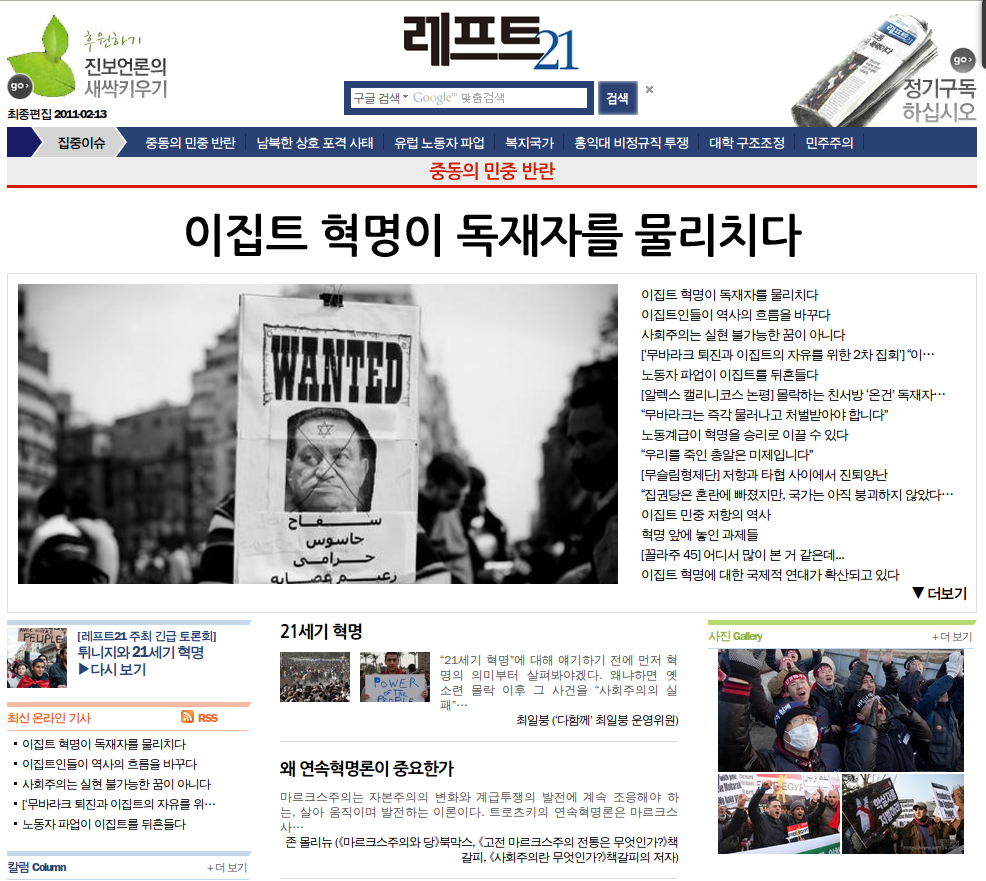 후원하기
진보언론의
새싹키우기
go
최종편집 2011-02-13
레프트21
구글 검색 Google™ 맞춤검색
검색
×
go
정기구독
하십시오
집중이슈 중동의 민중 반란 남북한 상호 포격 사태 유럽 노동자 파업 복지국가 홍익대 비정규직 투쟁 대학 구조조정 민주주의
중동의 민중 반란
이집트 혁명이 독재자를 물리치다
WANTED
سفاح
جاسوس
حرامى
زعيم عصابه
이집트 혁명이 독재자를 물리치다
이집트인들이 역사의 흐름을 바꾸다
사회주의는 실현 불가능한 꿈이 아니다
[‘무바라크 퇴진과 이집트의 자유를 위한 2차 집회’] “이…
노동자 파업이 이집트를 뒤흔들다
[알렉스 캘리니코스 논평] 몰락하는 친서방 ‘온건’ 독재자…
“무바라크는 즉각 물러나고 처벌받아야 합니다”
노동계급이 혁명을 승리로 이끌 수 있다
“우리를 죽인 총알은 미제입니다”
[무슬림형제단] 저항과 타협 사이에서 진퇴양난
“집권당은 혼란에 빠졌지만, 국가는 아직 붕괴하지 않았다…
이집트 민중 저항의 역사
혁명 앞에 놓인 과제들
[꼴라주 45] 어디서 많이 본 거 같은데...
이집트 혁명에 대한 국제적 연대가 확산되고 있다
▼ 더보기
PEUPLE
[레프트21 주최 긴급 토론회]
튀니지와 21세기 혁명
▶다시 보기
최신 온라인 기사 RSS
이집트 혁명이 독재자를 물리치다
이집트인들이 역사의 흐름을 바꾸다
사회주의는 실현 불가능한 꿈이 아니다
[‘무바라크 퇴진과 이집트의 자유를 위…
노동자 파업이 이집트를 뒤흔들다
칼럼 Column + 더 보기
21세기 혁명
POWER
OF THE
PEOPLE
“21세기 혁명”에 대해 얘기하기 전에 먼저 혁
명의 의미부터 살펴봐야겠다. 왜냐하면 옛
소련 몰락 이후 그 사건을 “사회주의의 실
패”…
최일붕 (‘다함께’ 최일붕 운영위원)
왜 연속혁명론이 중요한가
마르크스주의는 자본주의의 변화와 계급투쟁의 발전에 계속 조응해야 하
는, 살아 움직이며 발전하는 이론이다. 트로츠키의 연속혁명론은 마르크스
사…
존 몰리뉴 (《마르크스주의와 당》북막스,《고전 마르크스주의 전통은 무엇인가?》책
갈피, 《사회주의란 무엇인가?》책갈피의 저자)
사진 Gallery + 더 보기